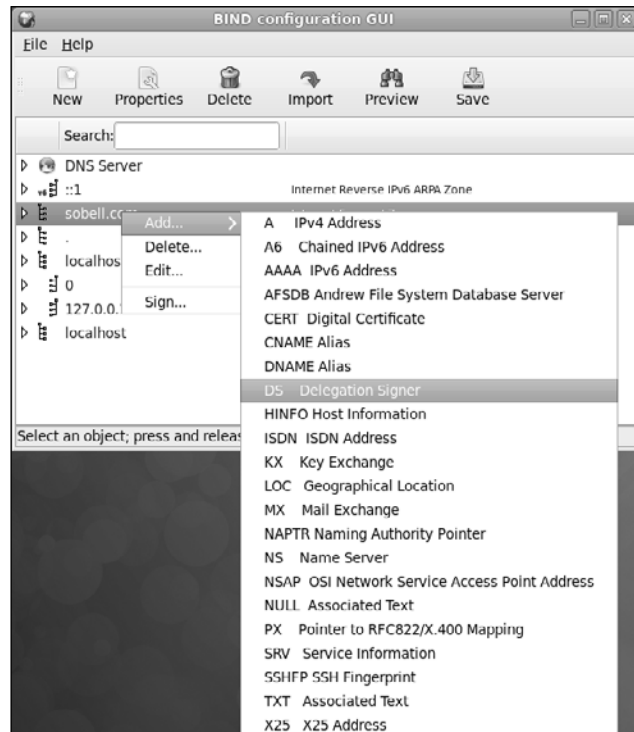 BIND configuration GUI
File Help
New Properties Delete Import Preview Save
Search:
DNS Server
v6 ::1 Internet Reverse IPv6 ARPA Zone
sobell.com
.
localhos
0
127.0.0.
localhost
Add...
Delete...
Edit...
Sign...
A IPv4 Address
A6 Chained IPv6 Address
AAAA IPv6 Address
AFSDB Andrew File System Database Server
CERT Digital Certificate
CNAME Alias
DNAME Alias
DS Delegation Signer
HINFO Host Information
ISDN ISDN Address
KX Key Exchange
LOC Geographical Location
MX Mail Exchange
NAPTR Naming Authority Pointer
NS Name Server
NSAP OSI Network Service Access Point Address
NULL Associated Text
PX Pointer to RFC822/X.400 Mapping
SRV Service Information
SSHFP SSH Fingerprint
TXT Associated Text
X25 X25 Address
Select an object; press and releas